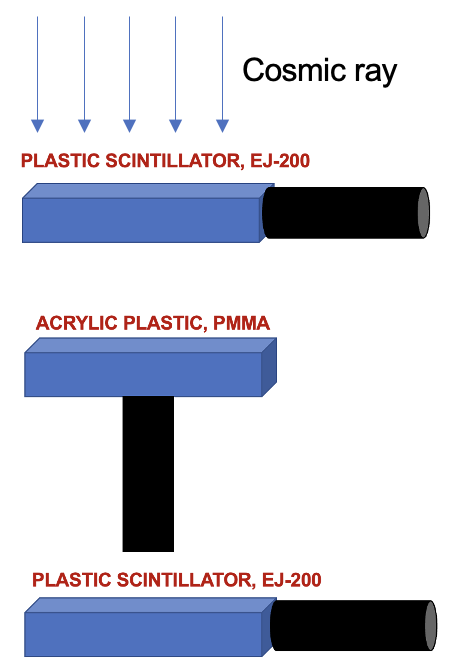 Cosmic ray
PLASTIC SCINTILLATOR, EJ-200
ACRYLIC PLASTIC, PMMA
PLASTIC SCINTILLATOR, EJ-200